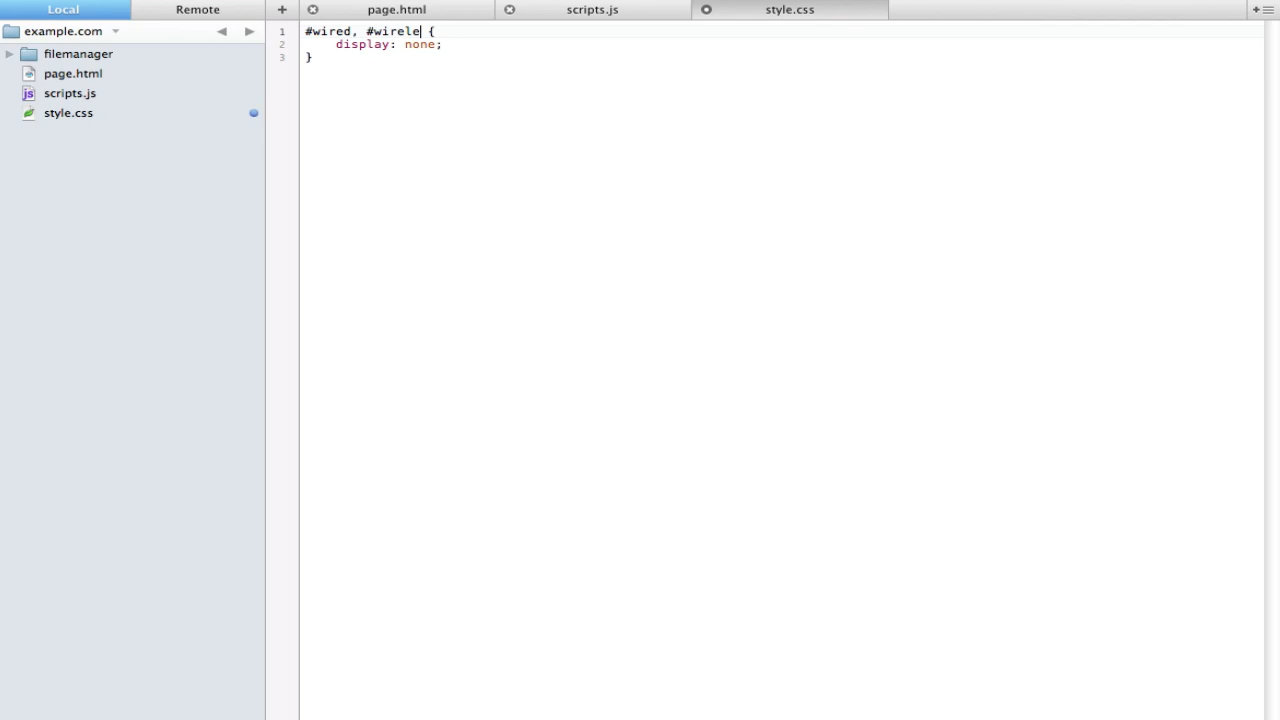 Local Remote + page.html scripts.js style.css
example.com
filemanager
page.html
scripts.js
style.css
1 #wired, #wirele {
2 display: none;
3 }